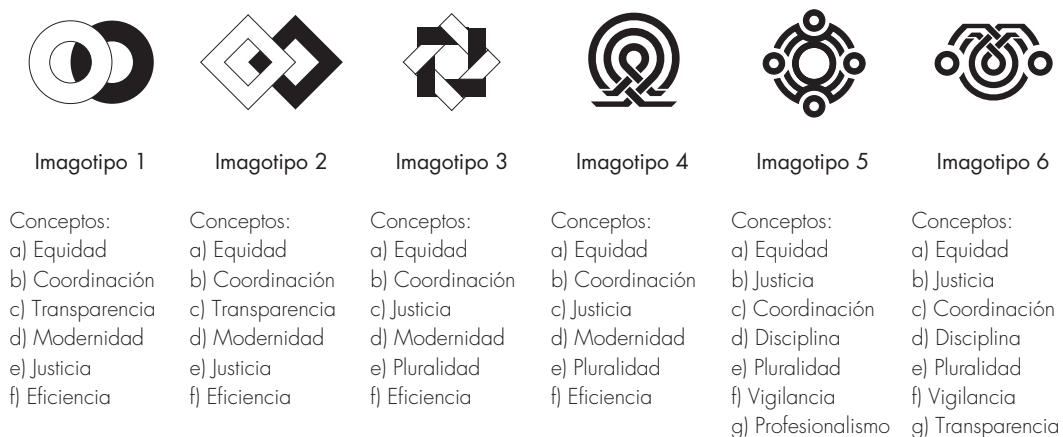 Imagotipo 1
Conceptos:
a) Equidad
b) Coordinación
c) Transparencia
d) Modernidad
e) Justicia
f) Eficiencia
Imagotipo 2
Conceptos:
a) Equidad
b) Coordinación
c) Transparencia
d) Modernidad
e) Justicia
f) Eficiencia
Imagotipo 3
Conceptos:
a) Equidad
b) Coordinación
c) Justicia
d) Modernidad
e) Pluralidad
f) Eficiencia
Imagotipo 4
Conceptos:
a) Equidad
b) Coordinación
c) Justicia
d) Modernidad
e) Pluralidad
f) Eficiencia
Imagotipo 5
Conceptos:
a) Equidad
b) Justicia
c) Coordinación
d) Disciplina
e) Pluralidad
f) Vigilancia
g) Profesionalismo
Imagotipo 6
Conceptos:
a) Equidad
b) Justicia
c) Coordinación
d) Disciplina
e) Pluralidad
f) Vigilancia
g) Transparencia